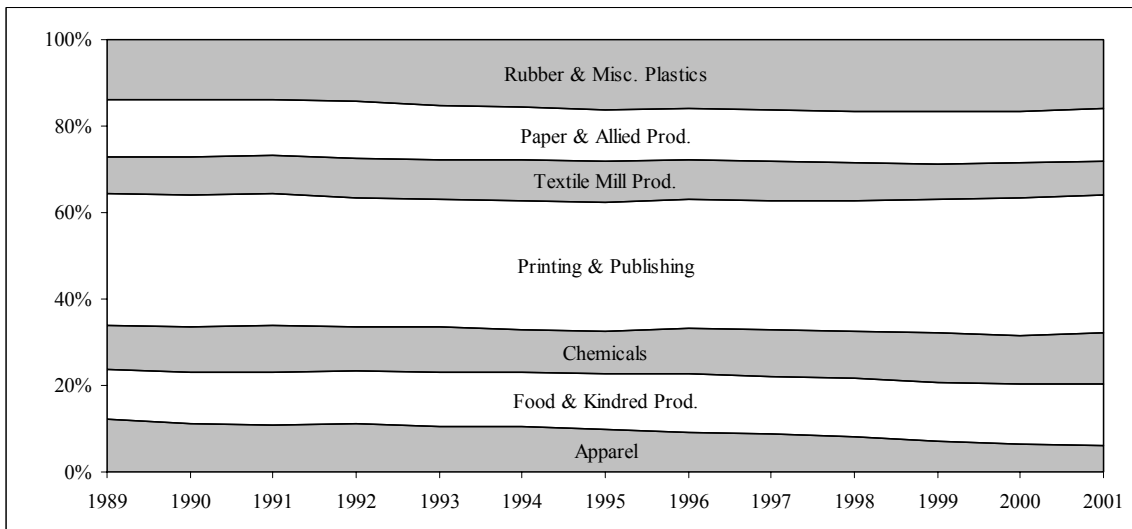 100%
Rubber & Misc. Plastics
80%
Paper & Allied Prod.
Textile Mill Prod.
60%
Printing & Publishing
40%
Chemicals
20%
Food & Kindred Prod.
Apparel
0%
1989 1990 1991 1992 1993 1994 1995 1996 1997 1998 1999 2000 2001